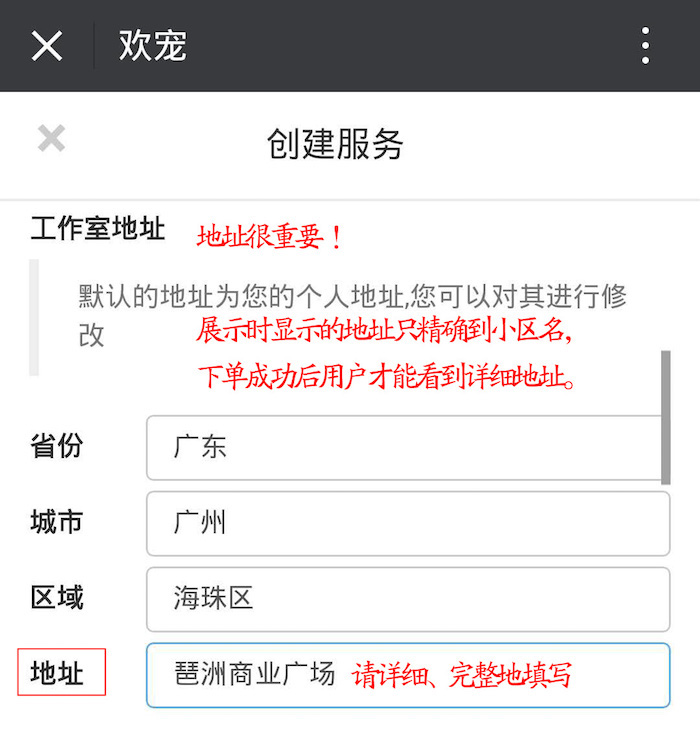 欢宠
创建服务
工作室地址 地址很重要！
默认的地址为您的个人地址,您可以对其进行修
改
展示时显示的地址只精确到小区名，
下单成功后用户才能看到详细地址。
省份 广东
城市 广州
区域 海珠区
地址 琶洲商业广场 请详细、完整地填写